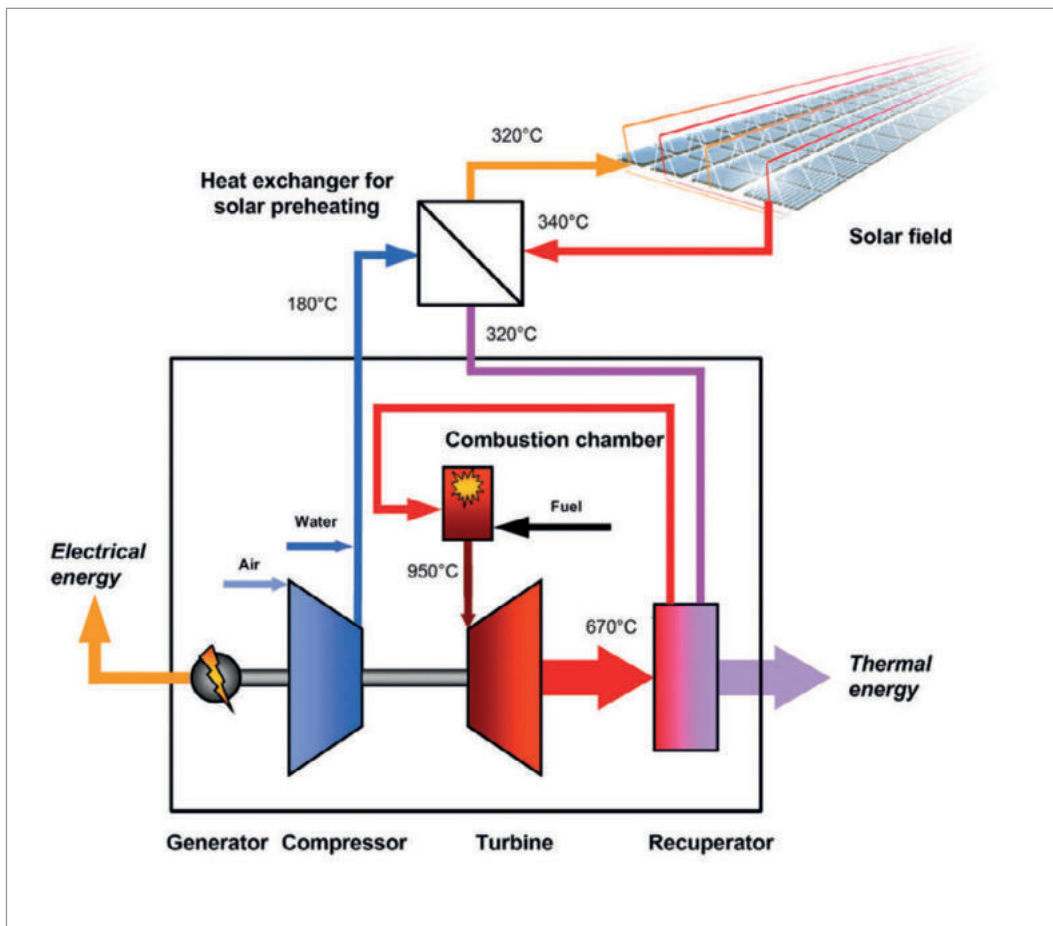 320°C
Heat exchanger for
solar preheating
340°C
Solar field
180°C
320°C
Combustion chamber
Fuel
Water
Electrical
energy
Air
950°C
670°C
Thermal
energy
Generator
Compressor
Turbine
Recuperator